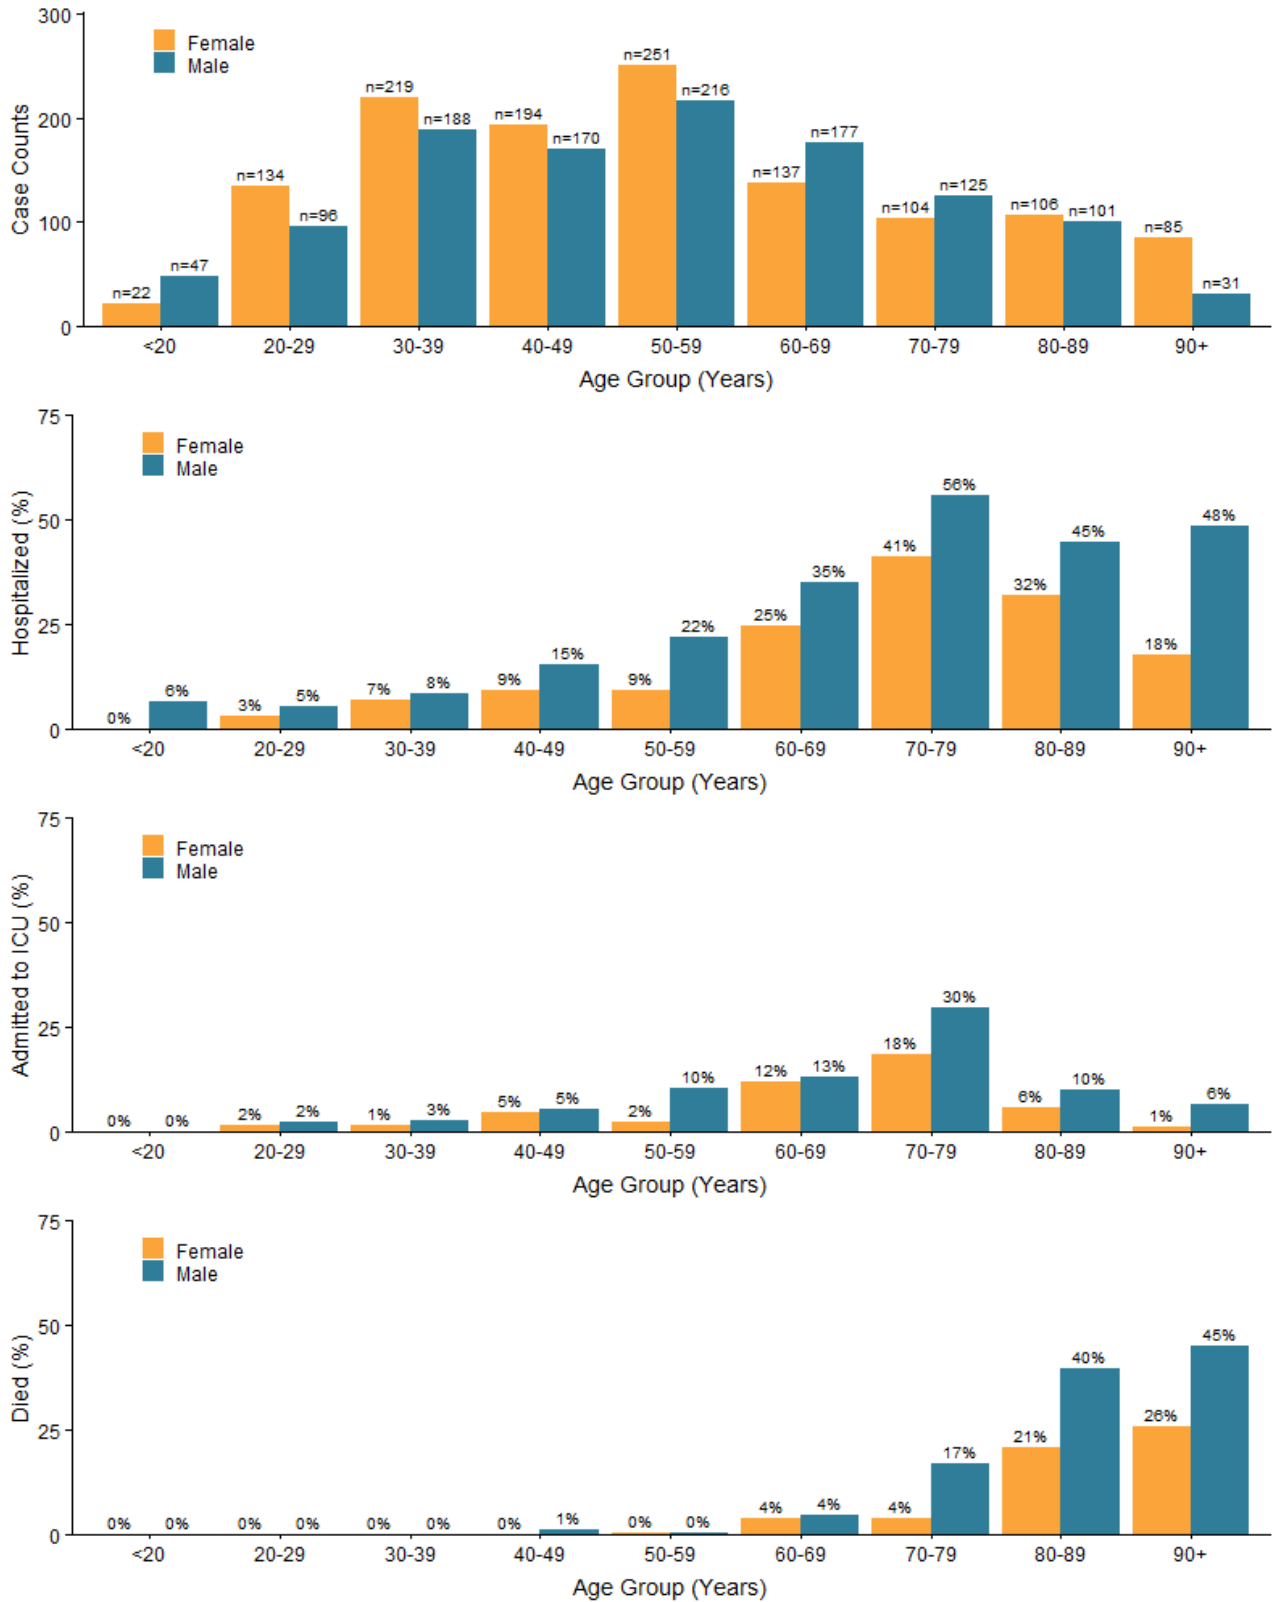 300
Female
Male
n=251
n=219
n=216
n=188
n=194
n=170
n=177
200
n=134
n=137
n=125
n=96
n=104
n=106
n=101
n=85
100
n=47
n=22
n=31
0
Case Counts
<20 20-29 30-39 40-49 50-59 60-69 70-79 80-89 90+
Age Group (Years)
75
Female
Male
56%
50
48%
45%
41%
35%
32%
25
25%
22%
18%
15%
0% 6% 3% 5% 7% 8% 9% 9%
0
Hospitalized (%)
<20 20-29 30-39 40-49 50-59 60-69 70-79 80-89 90+
Age Group (Years)
75
Female
Male
50
30%
25
18%
0% 0% 2% 2% 1% 3% 5% 5% 2% 10% 12% 13% 6% 10% 1% 6%
0
Admitted to ICU (%)
<20 20-29 30-39 40-49 50-59 60-69 70-79 80-89 90+
Age Group (Years)
75
Female
Male
50
45%
40%
25
26%
21%
17%
0% 0% 0% 0% 0% 0% 0% 1% 0% 0% 4% 4% 4%
0
Died (%)
<20 20-29 30-39 40-49 50-59 60-69 70-79 80-89 90+
Age Group (Years)